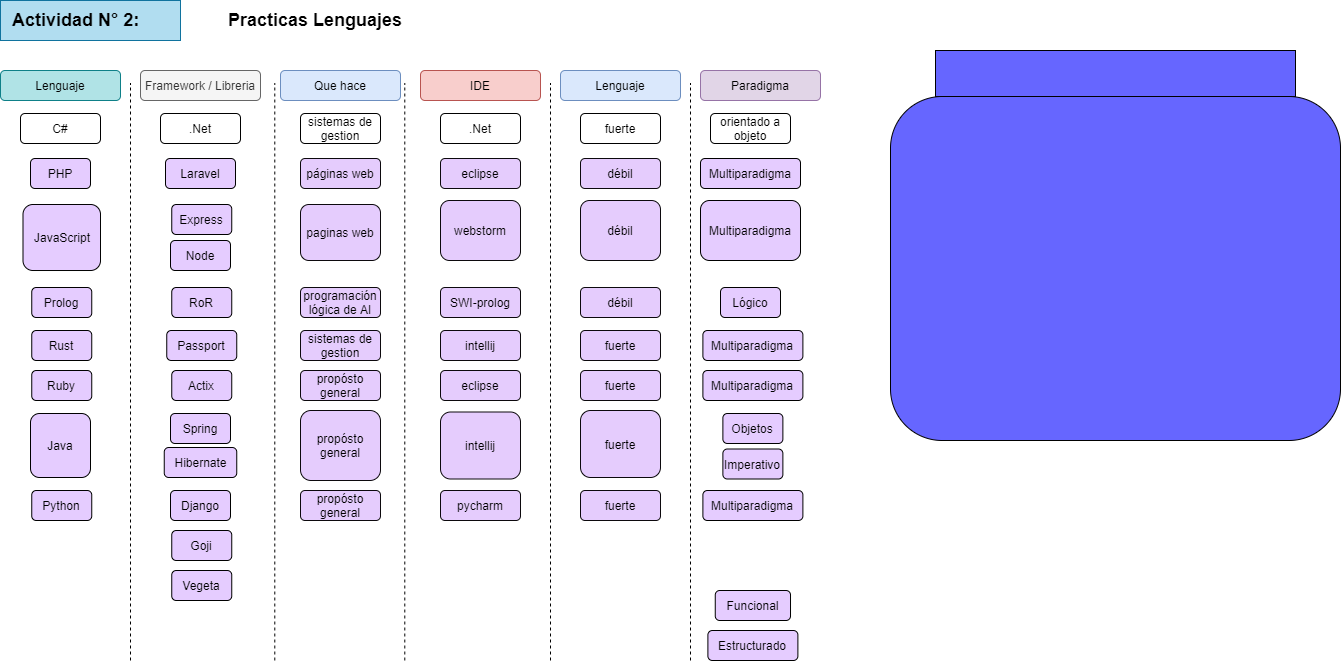 Actividad N° 2:
Practicas Lenguajes
Lenguaje
Framework / Libreria
Que hace
IDE
Lenguaje
Paradigma
C#
.Net
sistemas de
gestion
.Net
fuerte
orientado a
objeto
PHP
Laravel
páginas web
eclipse
débil
Multiparadigma
JavaScript
Express
Node
paginas web
webstorm
débil
Multiparadigma
Prolog
RoR
programación
lógica de AI
SWI-prolog
débil
Lógico
Rust
Passport
sistemas de
gestion
intellij
fuerte
Multiparadigma
Ruby
Actix
propósto
general
eclipse
fuerte
Multiparadigma
Java
Spring
Hibernate
propósto
general
intellij
fuerte
Objetos
Imperativo
Python
Django
propósto
general
pycharm
fuerte
Multiparadigma
Goji
Vegeta
Funcional
Estructurado